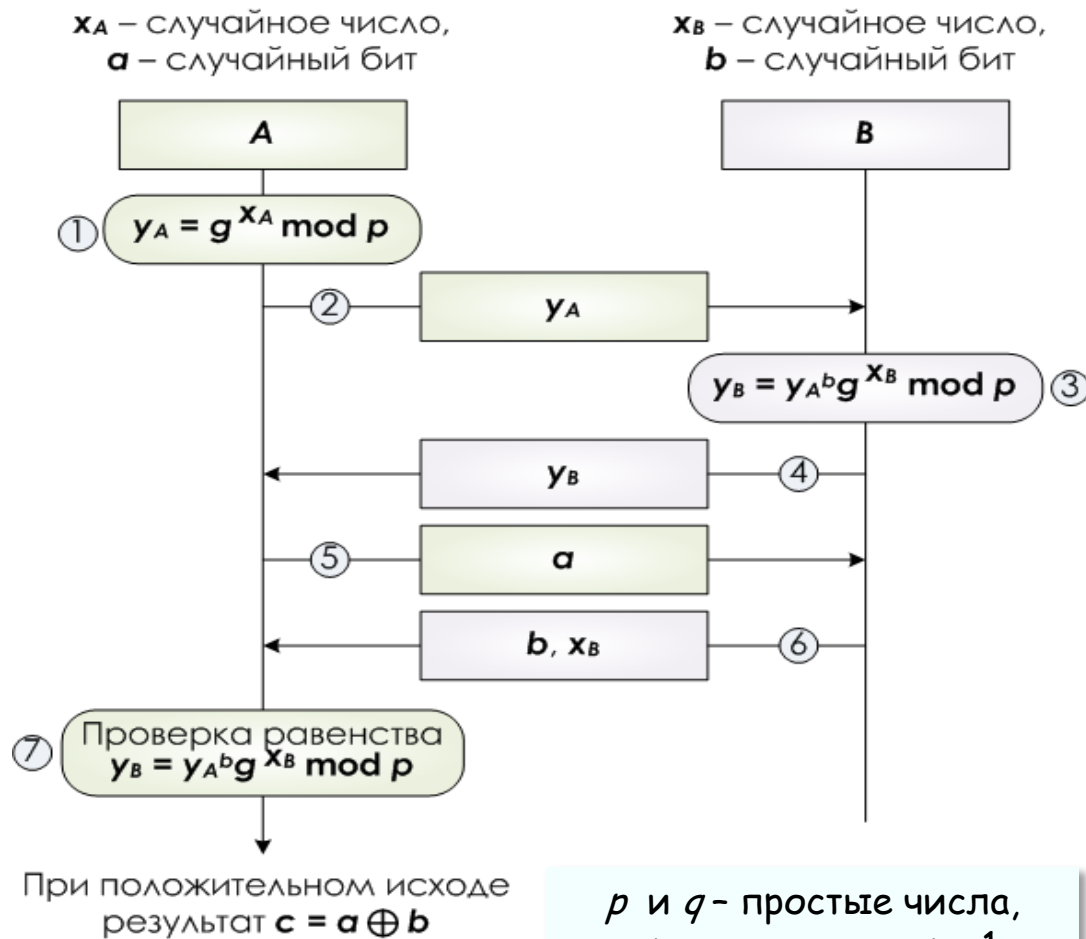 xA – случайное число,
a – случайный бит
xB – случайное число,
b – случайный бит
A
B
1
yA = g^xA mod p
2
yA
yB = yA^b g^xB mod p
3
yB
4
5
a
b, xB
6
7
Проверка равенства
yB = yA^b g^xB mod p
При положительном исходе
результат c = a ⊕ b
p и q – простые числа,